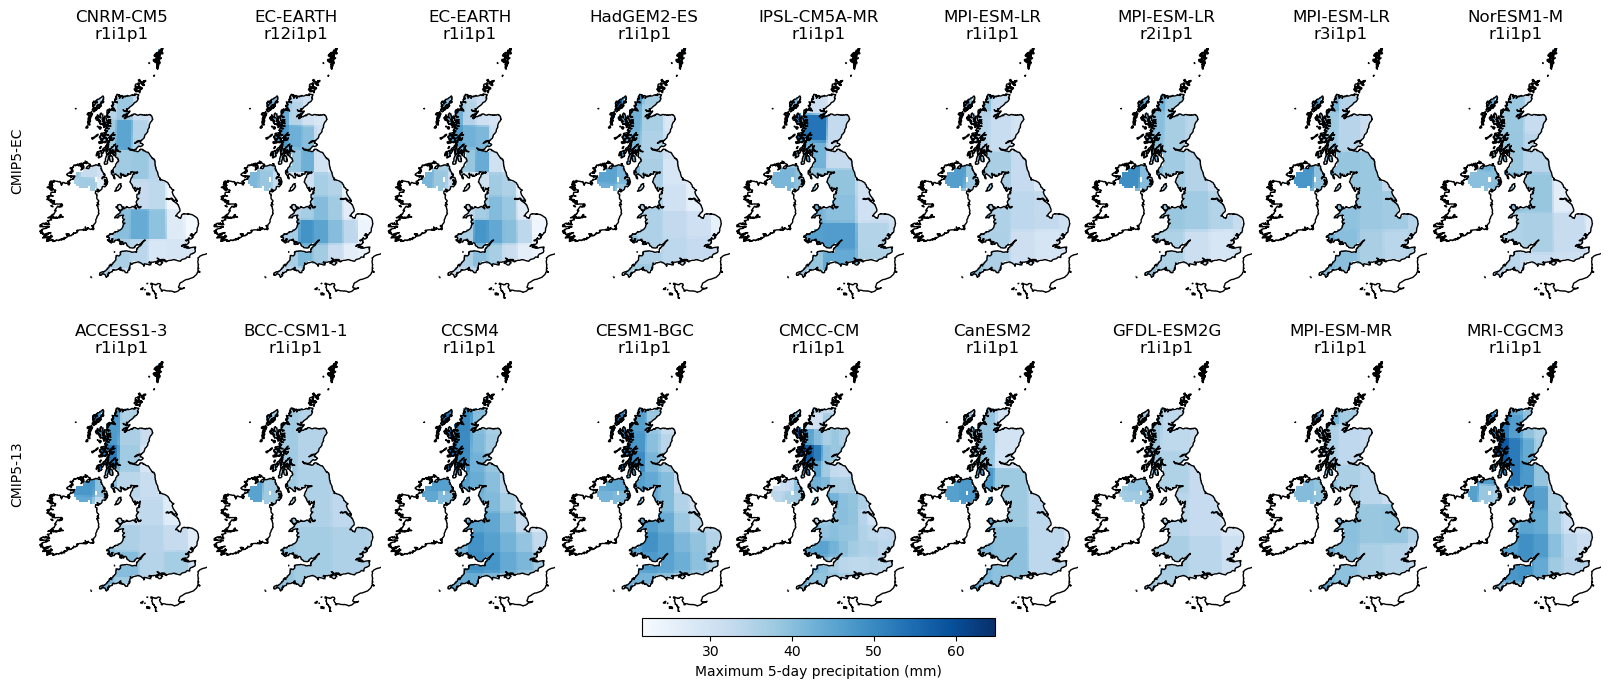 CNRM-CM5
r1i1p1
EC-EARTH
r12i1p1
EC-EARTH
r1i1p1
HadGEM2-ES
r1i1p1
IPSL-CM5A-MR
r1i1p1
MPI-ESM-LR
r1i1p1
MPI-ESM-LR
r2i1p1
MPI-ESM-LR
r3i1p1
NorESM1-M
r1i1p1
CMIP5-EC
ACCESS1-3
r1i1p1
BCC-CSM1-1
r1i1p1
CCSM4
r1i1p1
CESM1-BGC
r1i1p1
CMCC-CM
r1i1p1
CanESM2
r1i1p1
GFDL-ESM2G
r1i1p1
MPI-ESM-MR
r1i1p1
MRI-CGCM3
r1i1p1
CMIP5-13
30 40 50 60
Maximum 5-day precipitation (mm)